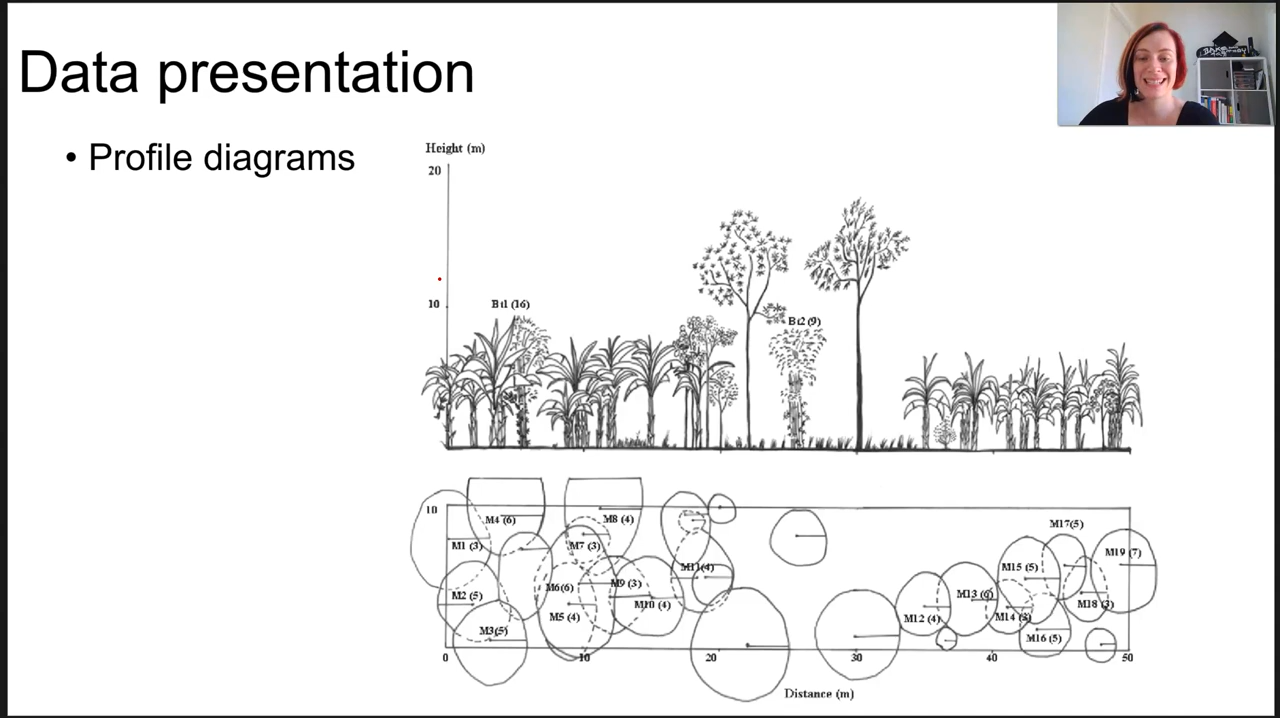 Data presentation
• Profile diagrams
Height (m)
20
10
Bt1 (16)
Bt2 (9)
10
M4 (6)
M8 (4)
M17(5)
M1 (3)
M7 (3)
M19 (7)
M11(4)
M15 (5)
M6(6)
M9 (3)
M2 (5)
M13 (6)
M10 (4)
M18 (3)
M5 (4)
M12 (4)
M14 (3)
M3(5)
M16 (5)
0
10
20
30
40
50
Distance (m)